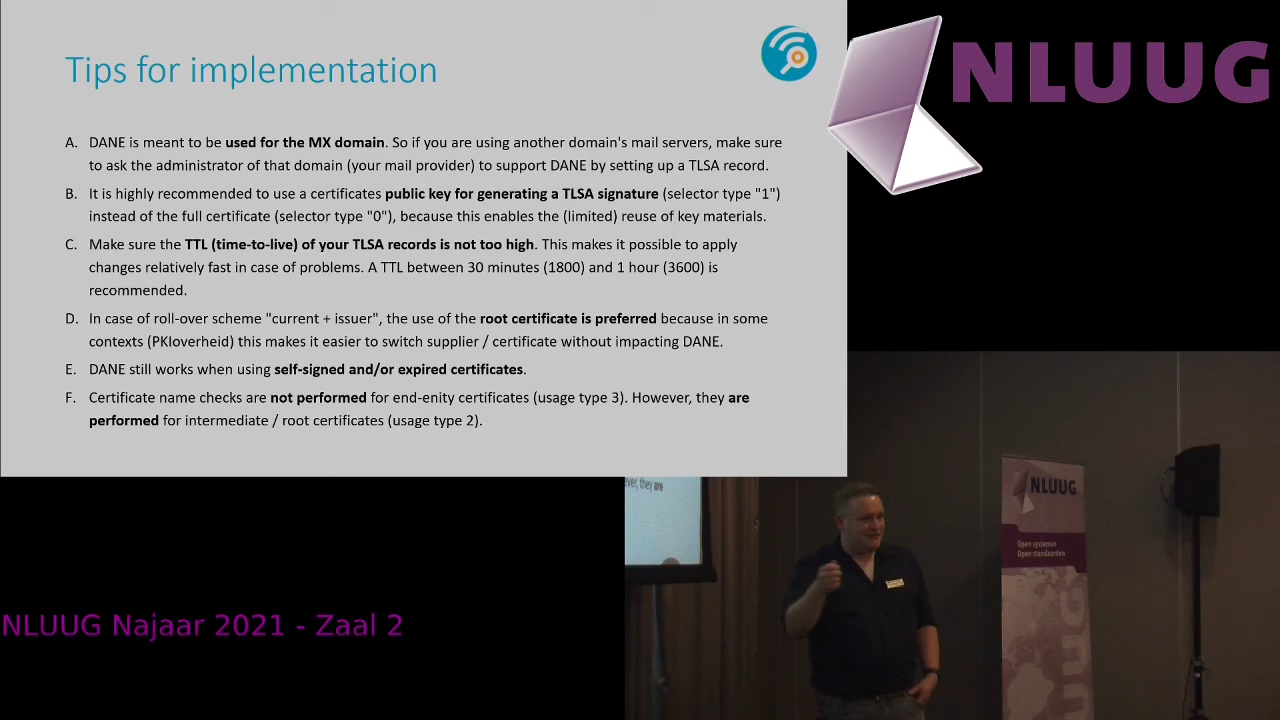 Tips for implementation
NLUUG
A. DANE is meant to be used for the MX domain. So if you are using another domain's mail servers, make sure
to ask the administrator of that domain (your mail provider) to support DANE by setting up a TLSA record.
B. It is highly recommended to use a certificates public key for generating a TLSA signature (selector type "1")
instead of the full certificate (selector type "0"), because this enables the (limited) reuse of key materials.
C. Make sure the TTL (time-to-live) of your TLSA records is not too high. This makes it possible to apply
changes relatively fast in case of problems. A TTL between 30 minutes (1800) and 1 hour (3600) is
recommended.
D. In case of roll-over scheme "current + issuer", the use of the root certificate is preferred because in some
contexts (PKIoverheid) this makes it easier to switch supplier / certificate without impacting DANE.
E. DANE still works when using self-signed and/or expired certificates.
F. Certificate name checks are not performed for end-enity certificates (usage type 3). However, they are
performed for intermediate / root certificates (usage type 2).
they are
NLUUG
Open systemen
Open standaarden
NLUUG Najaar 2021 - Zaal 2